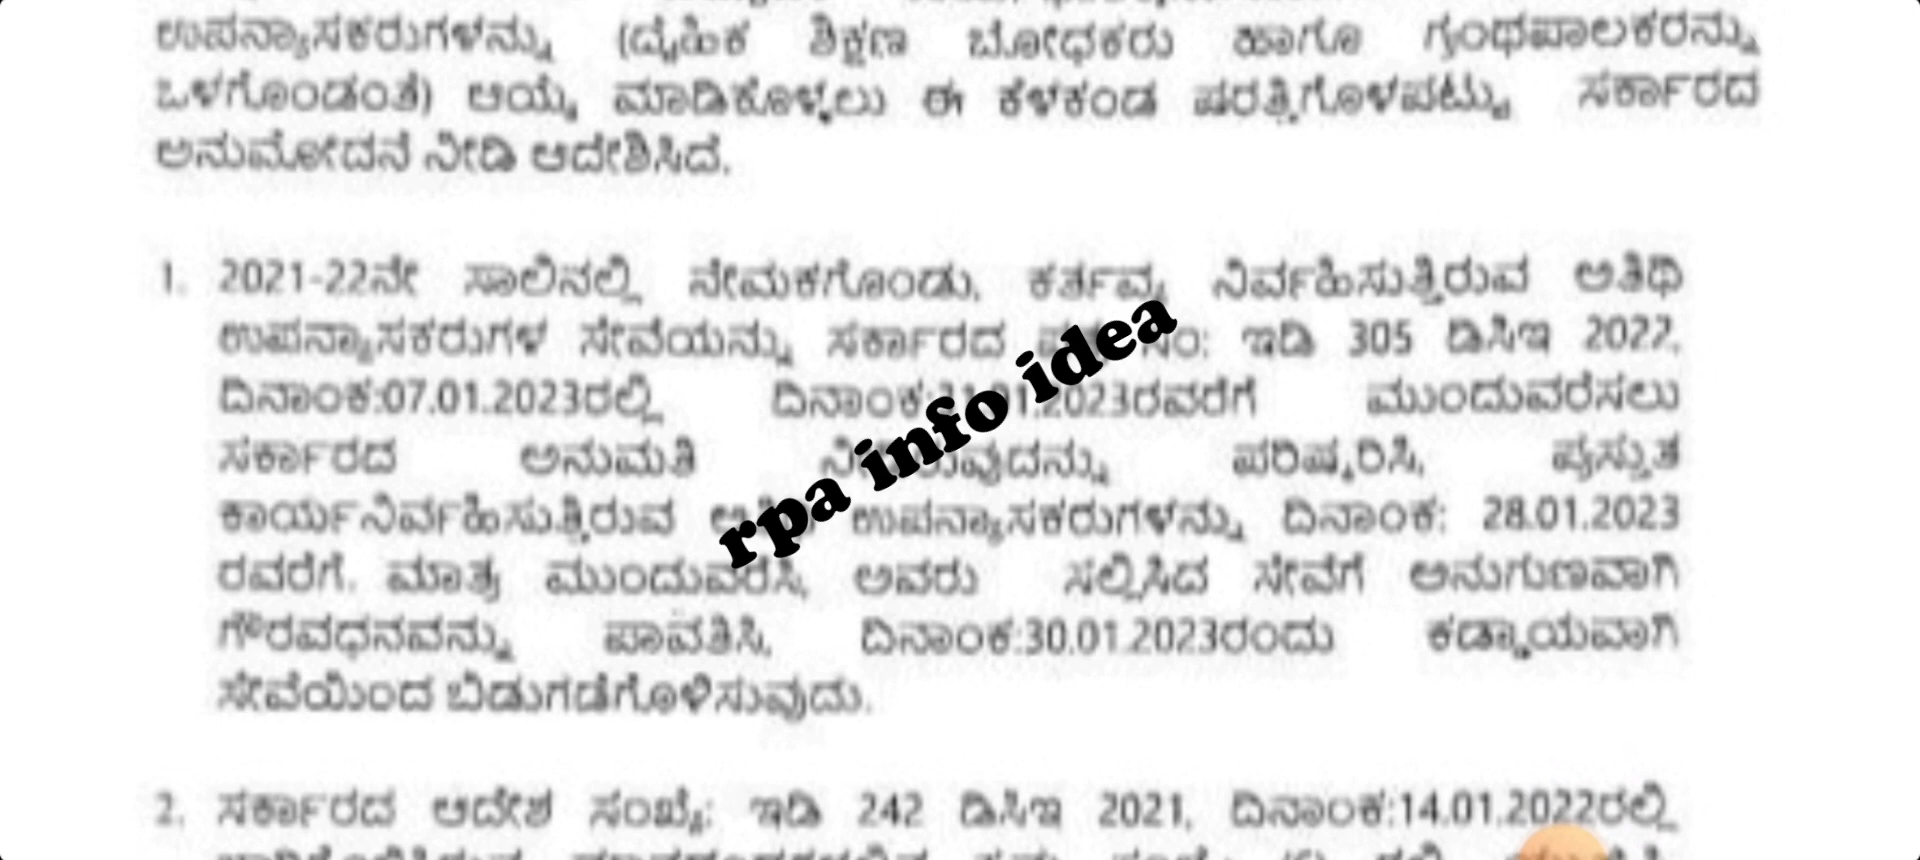 ಉಪನ್ಯಾಸಕರುಗಳನ್ನು (ದೈಹಿಕ ಶಿಕ್ಷಣ ಬೋಧಕರು ಹಾಗೂ ಗ್ರಂಥಪಾಲಕರನ್ನು
ಒಳಗೊಂಡಂತೆ) ಆಯ್ಕೆ ಮಾಡಿಕೊಳ್ಳಲು ಈ ಕೆಳಕಂಡ ಷರತ್ತಿಗೊಳಪಟ್ಟು ಸರ್ಕಾರದ
ಅನುಮೋದನೆ ನೀಡಿ ಆದೇಶಿಸಿದೆ.
1. 2021-22ನೇ ಸಾಲಿನಲ್ಲಿ ನೇಮಕಗೊಂಡು, ಕರ್ತವ್ಯ ನಿರ್ವಹಿಸುತ್ತಿರುವ ಅತಿಥಿ
ಉಪನ್ಯಾಸಕರುಗಳ ಸೇವೆಯನ್ನು ಸರ್ಕಾರದ ಇಡಿ 305 ಡಿಸಿಇ 2022,
ದಿನಾಂಕ:07.01.2023ರಲ್ಲಿ ಮುಂದುವರೆಸಲು
ಸರ್ಕಾರದ ಅನುಮತಿ ಪರಿಷ್ಕರಿಸಿ, ಪ್ರಸ್ತುತ
ಕಾರ್ಯನಿರ್ವಹಿಸುತ್ತಿರುವ ಉಪನ್ಯಾಸಕರುಗಳನ್ನು ದಿನಾಂಕ: 28.01.2023
ರವರೆಗೆ. ಮಾತ್ರ ಮುಂದುವರೆಸಿ, ಅವರು ಸಲ್ಲಿಸಿದ ಸೇವೆಗೆ ಅನುಗುಣವಾಗಿ
ಗೌರವಧನವನ್ನು ಪಾವತಿಸಿ, ದಿನಾಂಕ:30.01.2023ರಂದು ಕಡ್ಡಾಯವಾಗಿ
ಸೇವೆಯಿಂದ ಬಿಡುಗಡೆಗೊಳಿಸುವುದು.
2. ಸರ್ಕಾರದ ಆದೇಶ ಸಂಖ್ಯೆ: ಇಡಿ 242 ಡಿಸಿಇ 2021, ದಿನಾಂಕ:14.01.2022ರಲ್ಲಿ
rpa info idea